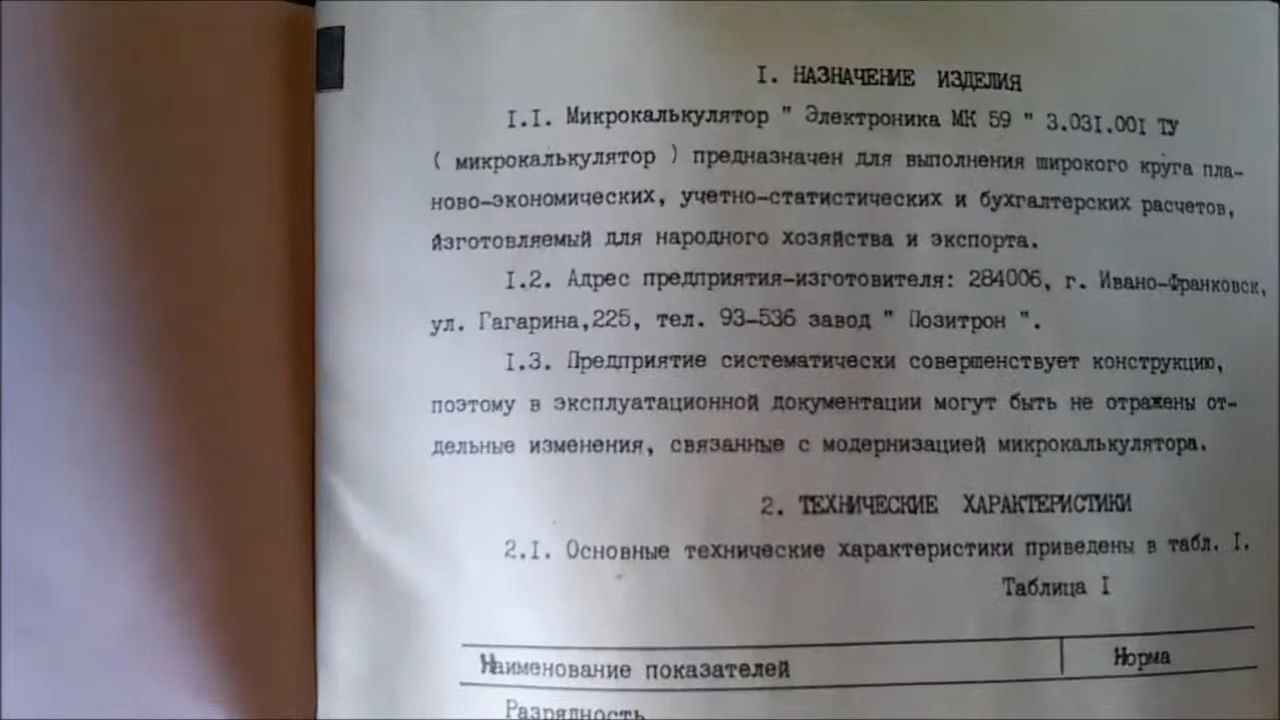 I. НАЗНАЧЕНИЕ ИЗДЕЛИЯ
I.I. Микрокалькулятор " Электроника МК 59 " 3.03I.00I ТУ
( микрокалькулятор ) предназначен для выполнения широкого круга пла-
ново-экономических, учетно-статистических и бухгалтерских расчетов,
изготовляемый для народного хозяйства и экспорта.
I.2. Адрес предприятия-изготовителя: 284006, г. Ивано-Франковск,
ул. Гагарина,225, тел. 93-536 завод " Позитрон ".
I.3. Предприятие систематически совершенствует конструкцию,
поэтому в эксплуатационной документации могут быть не отражены от-
дельные изменения, связанные с модернизацией микрокалькулятора.
2. ТЕХНИЧЕСКИЕ ХАРАКТЕРИСТИКИ
2.I. Основные технические характеристики приведены в табл. I.
Таблица I
Наименование показателей Норма
Разрядность